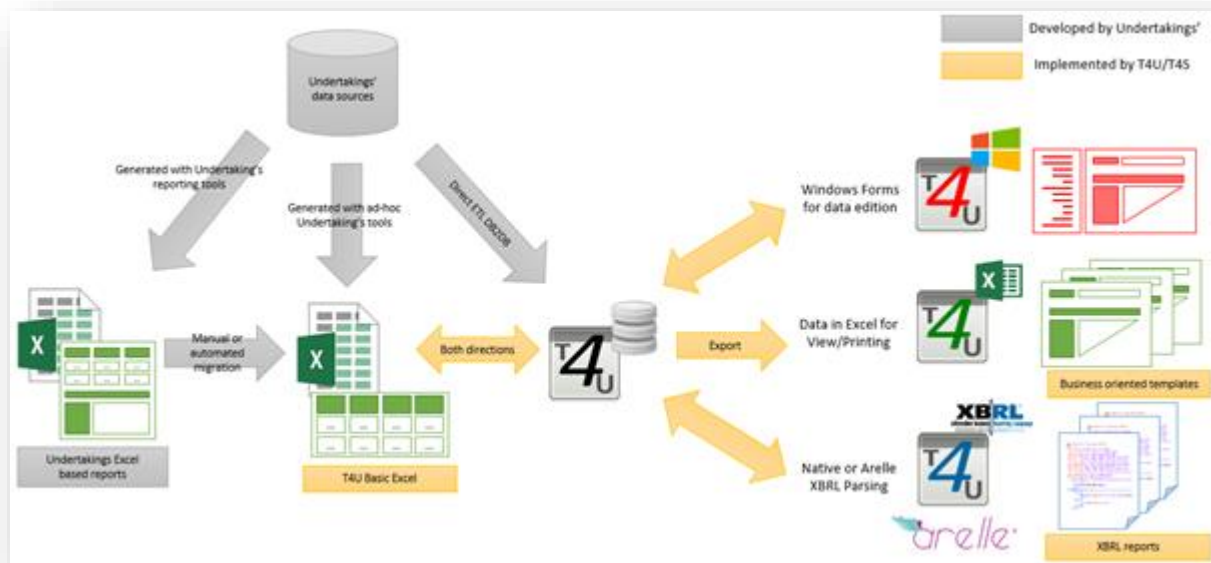 Developed by Undertakings'
Implemented by T4U/T4S
Undertakings'
data sources
Generated with Undertaking's
reporting tools
Generated with ad-hoc
Undertaking's tools
Direct ETL DB2DB
Windows Forms
for data edition
T4U
X
Manual or
automated
migration
X
Both directions
T4U
Export
Data in Excel for
View/Printing
T4U
X
Business oriented templates
Undertakings Excel
based reports
T4U Basic Excel
Native or Arelle
XBRL Parsing
XBRL
T4U
arelle
XBRL reports